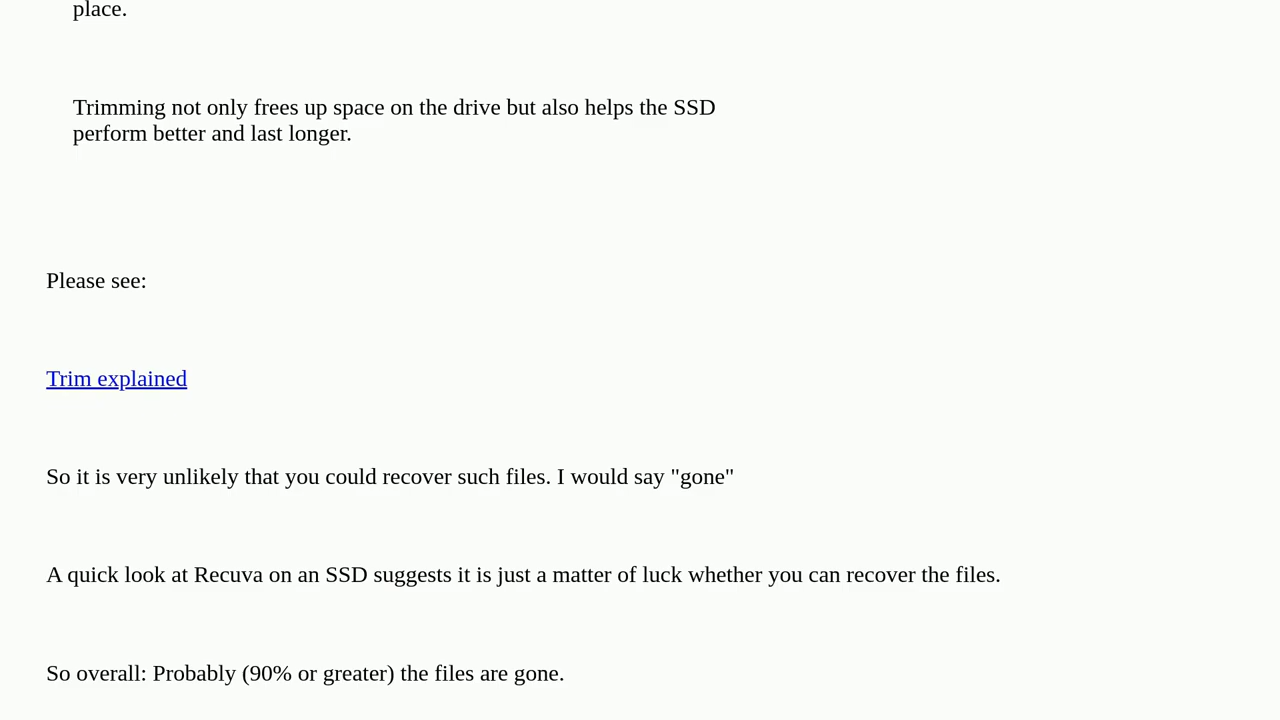 place.
Trimming not only frees up space on the drive but also helps the SSD
perform better and last longer.
Please see:
Trim explained
So it is very unlikely that you could recover such files. I would say "gone"
A quick look at Recuva on an SSD suggests it is just a matter of luck whether you can recover the files.
So overall: Probably (90% or greater) the files are gone.